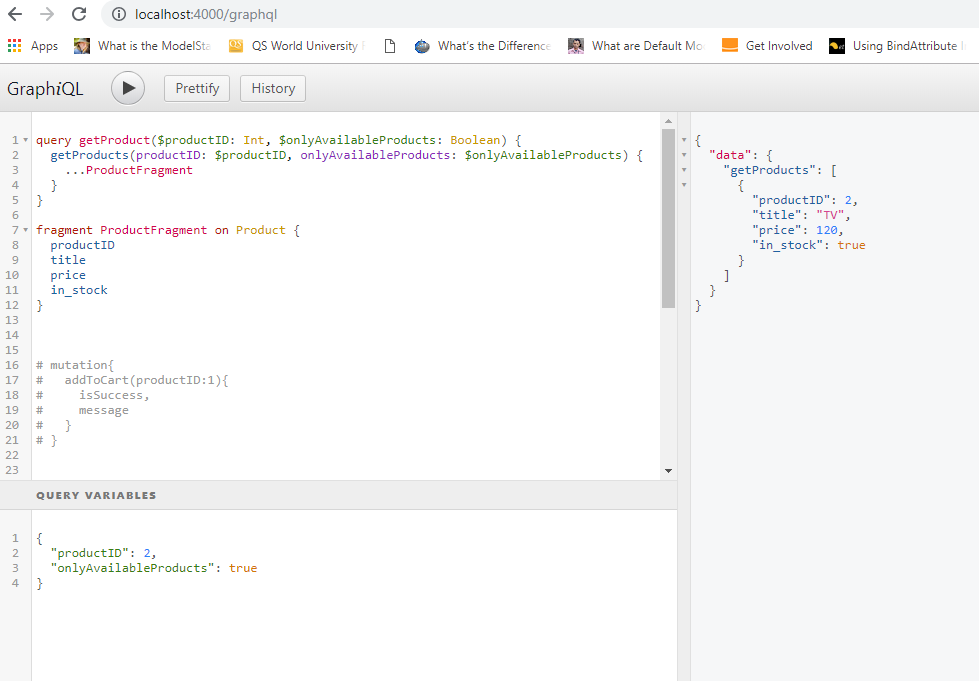 localhost:4000/graphql
Apps What is the ModelSta QS World University What's the Difference What are Default Mo Get Involved Using BindAttribute
GraphiQL Prettify History
1 query getProduct($productID: Int, $onlyAvailableProducts: Boolean) {
2 getProducts(productID: $productID, onlyAvailableProducts: $onlyAvailableProducts) {
3 ...ProductFragment
4 }
5 }
6
7 fragment ProductFragment on Product {
8 productID
9 title
10 price
11 in_stock
12 }
13
14
15
16 # mutation{
17 # addToCart(productID:1){
18 # isSuccess,
19 # message
20 # }
21 # }
22
23
QUERY VARIABLES
1 {
2 "productID": 2,
3 "onlyAvailableProducts": true
4 }
{
"data": {
"getProducts": [
{
"productID": 2,
"title": "TV",
"price": 120,
"in_stock": true
}
]
}
}